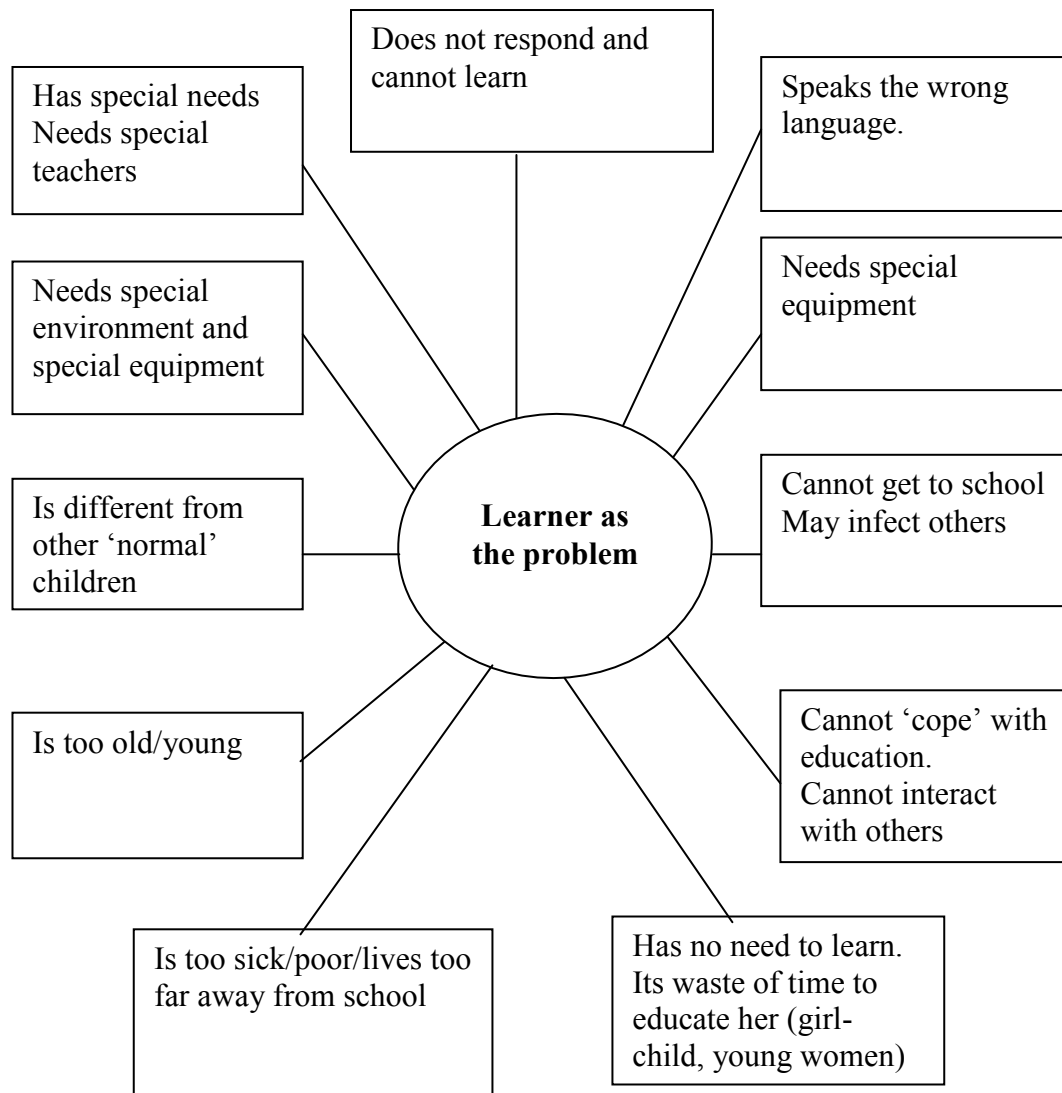 Does not respond and
cannot learn
Has special needs
Needs special
teachers
Speaks the wrong
language.
Needs special
environment and
special equipment
Needs special
equipment
Is different from
other ‘normal’
children
Learner as
the problem
Cannot get to school
May infect others
Is too old/young
Cannot ‘cope’ with
education.
Cannot interact
with others
Is too sick/poor/lives too
far away from school
Has no need to learn.
Its waste of time to
educate her (girl-
child, young women)